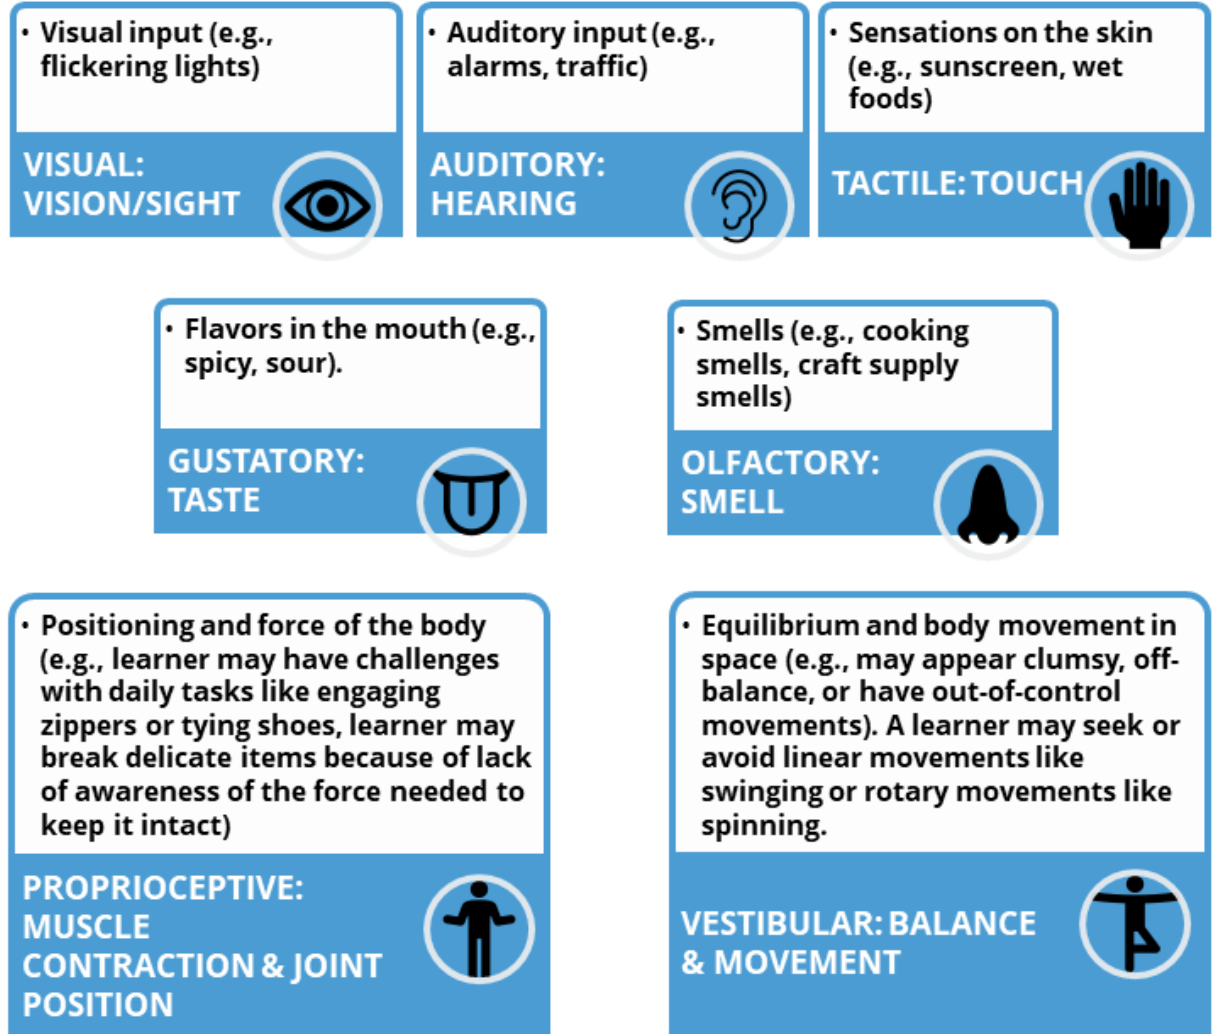 • Visual input (e.g.,
flickering lights)
VISUAL:
VISION/SIGHT
• Auditory input (e.g.,
alarms, traffic)
AUDITORY:
HEARING
• Sensations on the skin
(e.g., sunscreen, wet
foods)
TACTILE: TOUCH
• Flavors in the mouth (e.g.,
spicy, sour).
GUSTATORY:
TASTE
• Smells (e.g., cooking
smells, craft supply
smells)
OLFACTORY:
SMELL
• Positioning and force of the body
(e.g., learner may have challenges
with daily tasks like engaging
zippers or tying shoes, learner may
break delicate items because of lack
of awareness of the force needed to
keep it intact)
PROPRIOCEPTIVE:
MUSCLE
CONTRACTION & JOINT
POSITION
• Equilibrium and body movement in
space (e.g., may appear clumsy, off-
balance, or have out-of-control
movements). A learner may seek or
avoid linear movements like
swinging or rotary movements like
spinning.
VESTIBULAR: BALANCE
& MOVEMENT